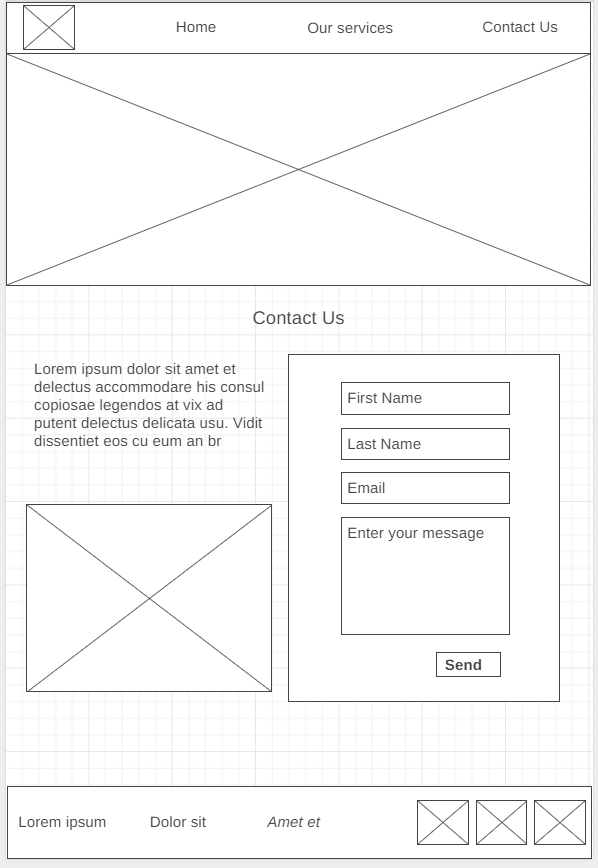 Home Our services Contact Us
Contact Us
Lorem ipsum dolor sit amet et
delectus accommodare his consul
copiosae legendos at vix ad
putent delectus delicata usu. Vidit
dissentiet eos cu eum an br
First Name
Last Name
Email
Enter your message
Send
Lorem ipsum Dolor sit Amet et